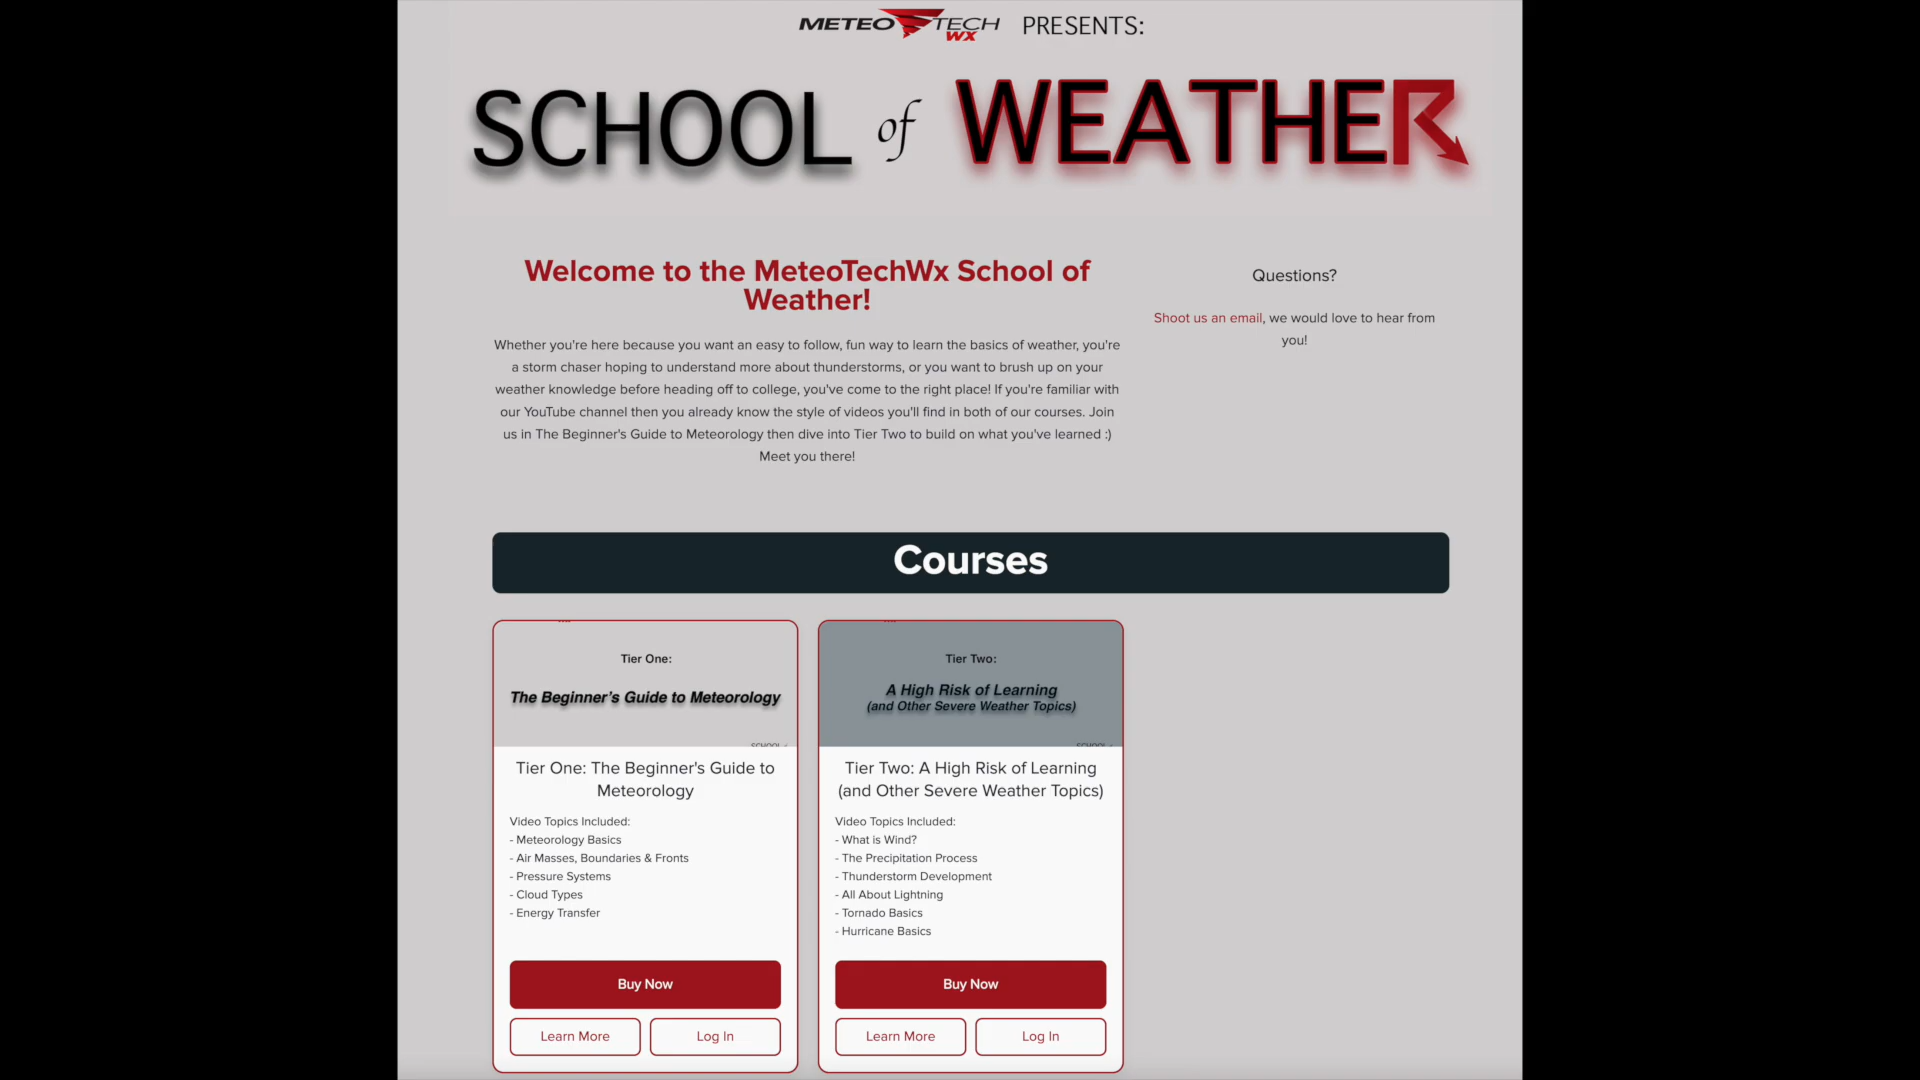 METEO TECH WX PRESENTS:
SCHOOL of WEATHER
Welcome to the MeteoTechWx School of
Weather!
Whether you're here because you want an easy to follow, fun way to learn the basics of weather, you're
a storm chaser hoping to understand more about thunderstorms, or you want to brush up on your
weather knowledge before heading off to college, you've come to the right place! If you're familiar with
our YouTube channel then you already know the style of videos you'll find in both of our courses. Join
us in The Beginner's Guide to Meteorology then dive into Tier Two to build on what you've learned :)
Meet you there!
Questions?
Shoot us an email, we would love to hear from
you!
Courses
Tier One:
The Beginner's Guide to Meteorology
Tier One: The Beginner's Guide to
Meteorology
Video Topics Included:
- Meteorology Basics
- Air Masses, Boundaries & Fronts
- Pressure Systems
- Cloud Types
- Energy Transfer
Buy Now
Learn More
Log In
Tier Two:
A High Risk of Learning
(and Other Severe Weather Topics)
Tier Two: A High Risk of Learning
(and Other Severe Weather Topics)
Video Topics Included:
- What is Wind?
- The Precipitation Process
- Thunderstorm Development
- All About Lightning
- Tornado Basics
- Hurricane Basics
Buy Now
Learn More
Log In